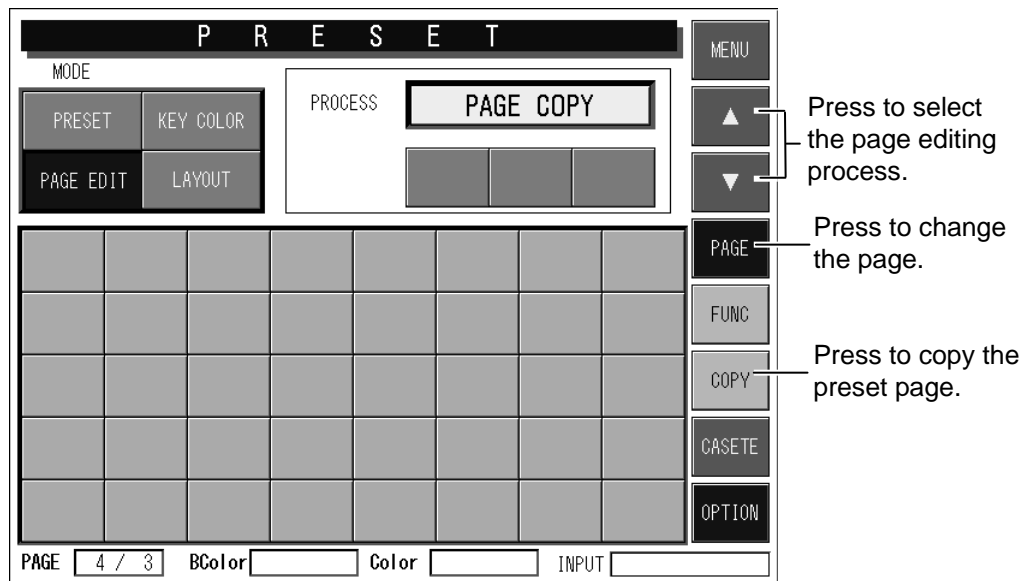 P R E S E T
MODE
PRESET
KEY COLOR
PAGE EDIT
LAYOUT
PROCESS
PAGE COPY
MENU
▲
▼
PAGE
FUNC
COPY
CASETE
OPTION
Press to select
the page editing
process.
Press to change
the page.
Press to copy the
preset page.
PAGE 4 / 3 BColor Color INPUT